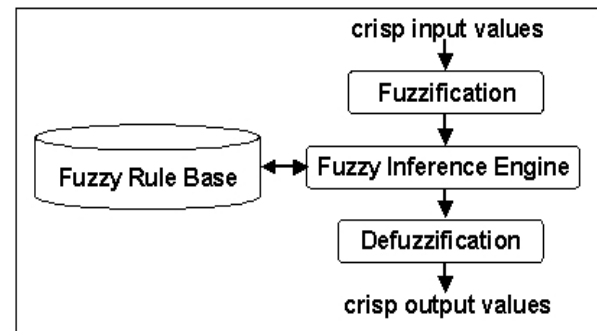 crisp input values
Fuzzification
Fuzzy Rule Base
Fuzzy Inference Engine
Defuzzification
crisp output values